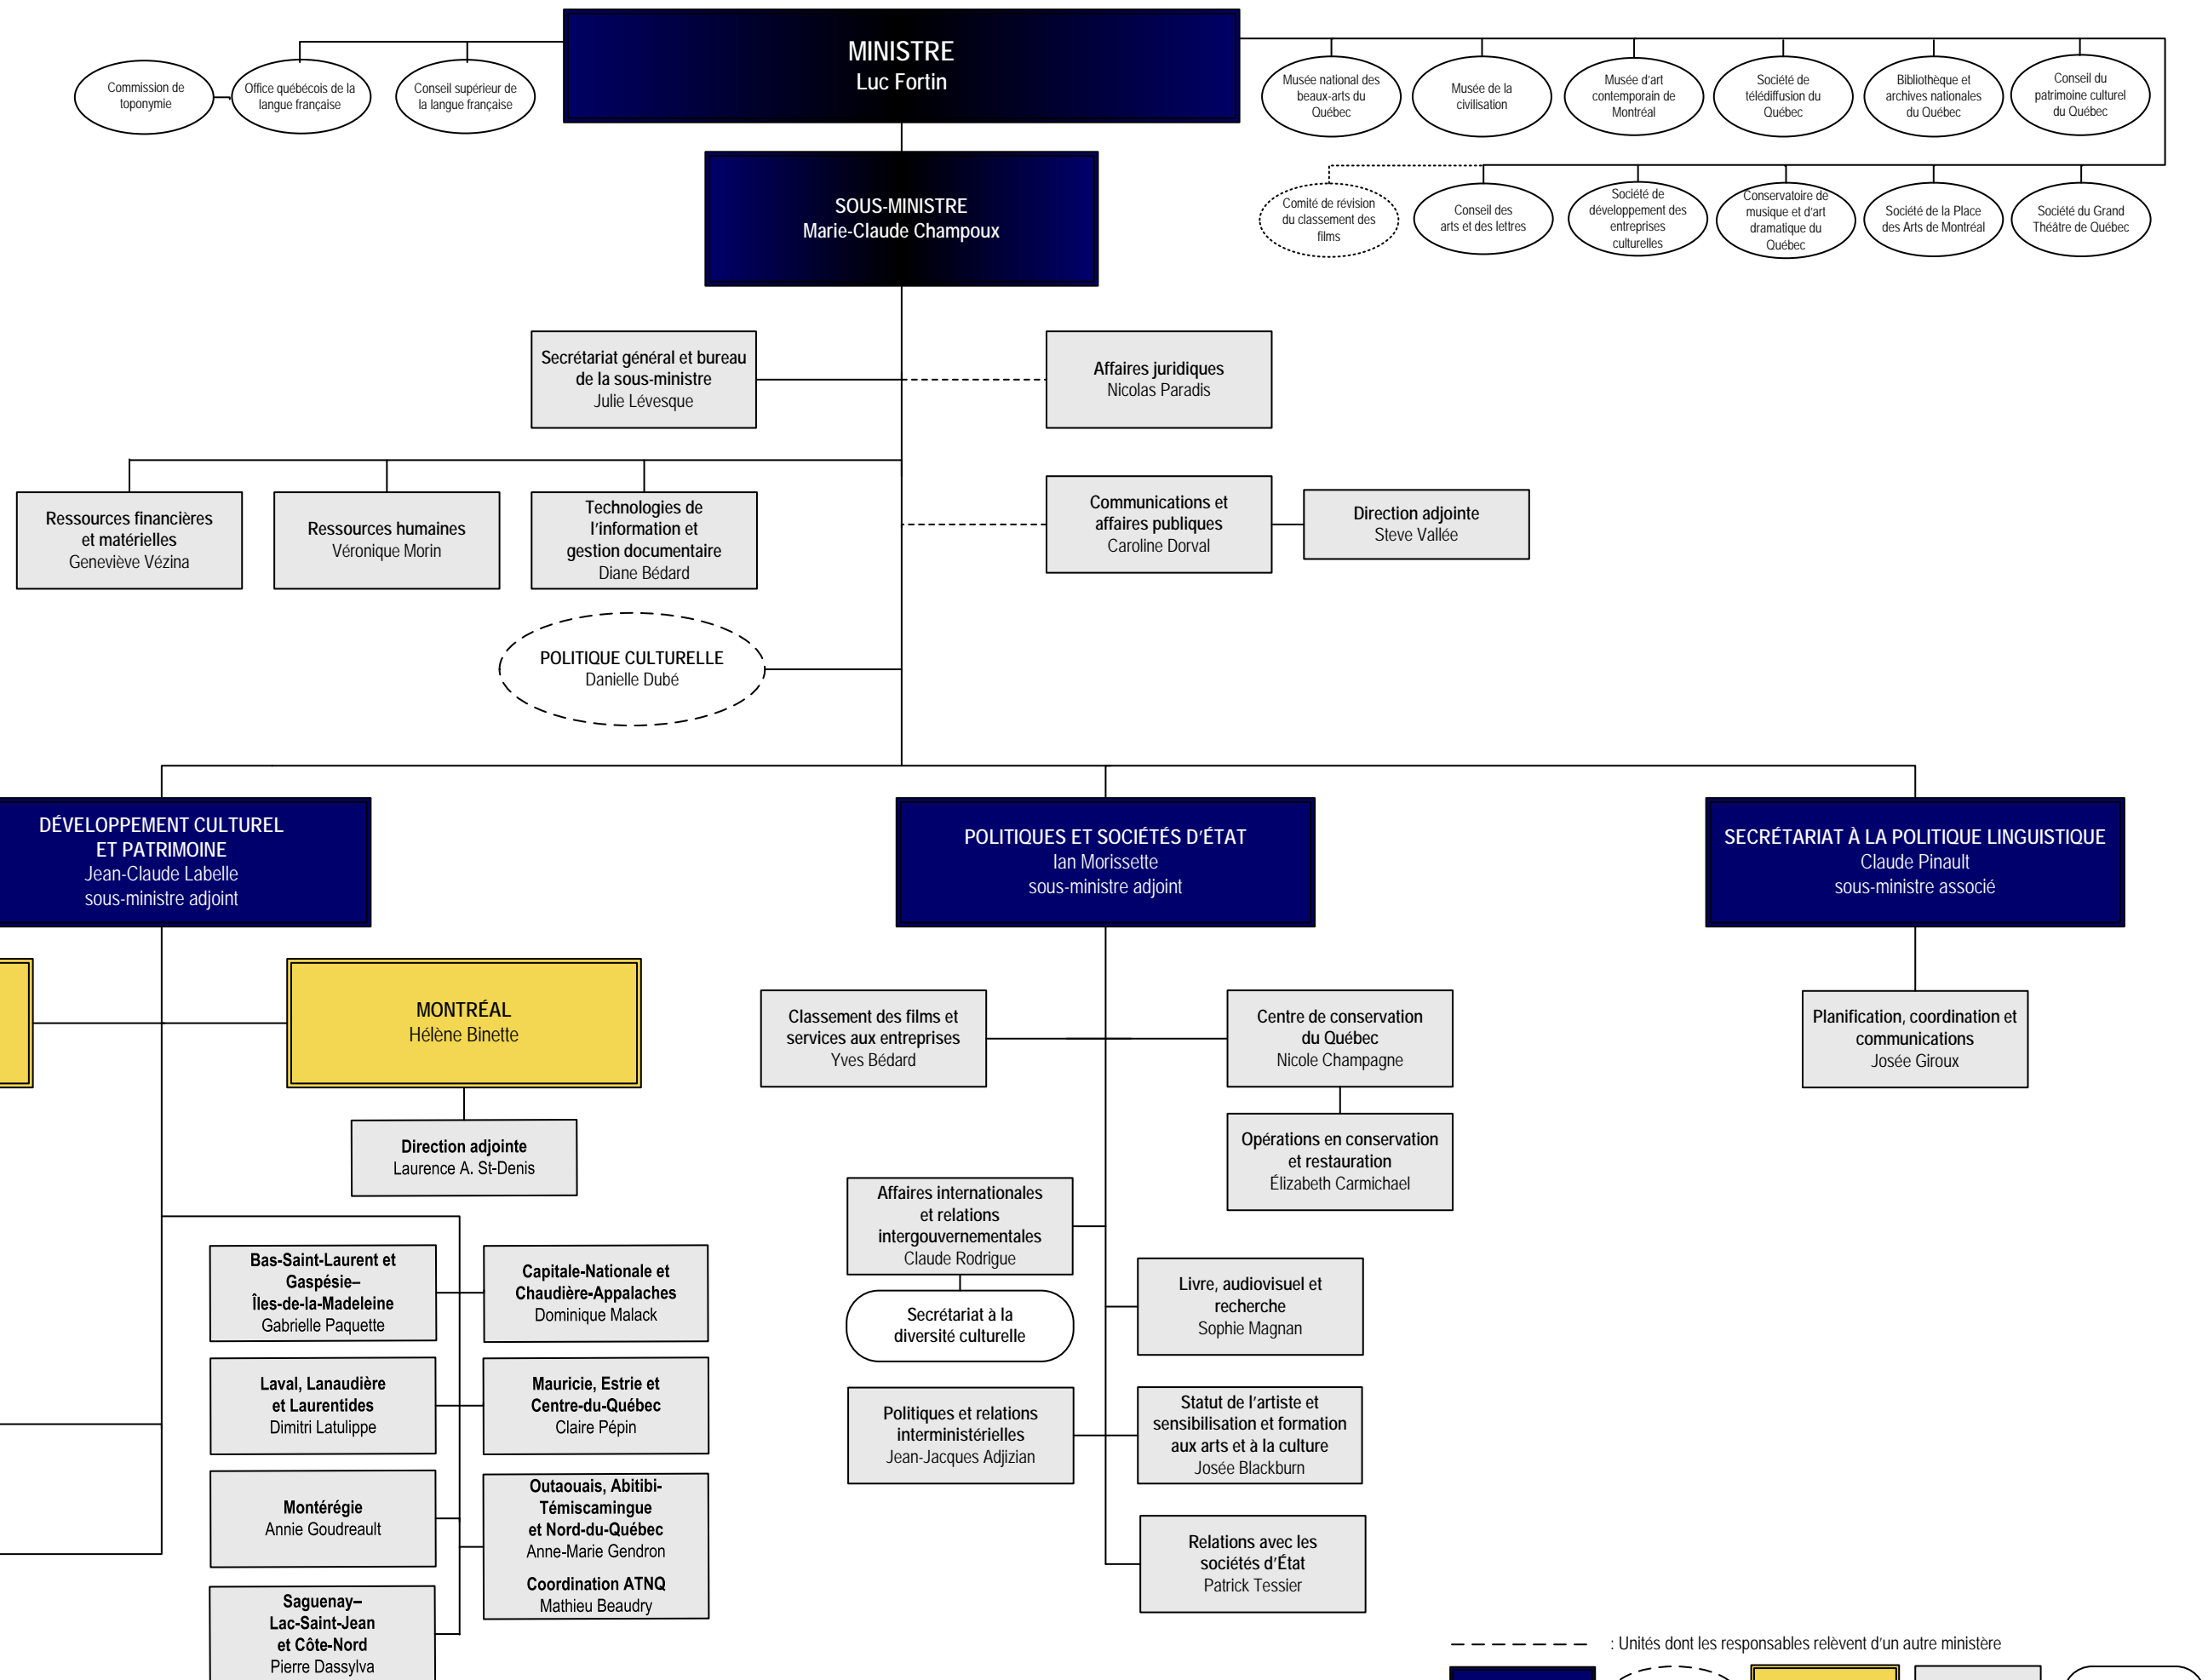 MINISTRE
Luc Fortin
Commission de
toponymie
Office québécois de la
langue française
Conseil supérieur de
la langue française
Musée national des
beaux-arts du
Québec
Musée de la
civilisation
Musée d'art
contemporain de
Montréal
Société de
télédiffusion du
Québec
Bibliothèque et
archives nationales
du Québec
Conseil du
patrimoine culturel
du Québec
SOUS-MINISTRE
Marie-Claude Champoux
Comité de révision
du classement des
films
Conseil des
arts et des lettres
Société de
développement des
entreprises
culturelles
Conservatoire de
musique et d'art
dramatique du
Québec
Société de la Place
des Arts de Montréal
Société du Grand
Théâtre de Québec
Secrétariat général et bureau
de la sous-ministre
Julie Lévesque
Affaires juridiques
Nicolas Paradis
Ressources financières
et matérielles
Geneviève Vézina
Ressources humaines
Véronique Morin
Technologies de
l'information et
gestion documentaire
Diane Bédard
Communications et
affaires publiques
Caroline Dorval
Direction adjointe
Steve Vallée
POLITIQUE CULTURELLE
Danielle Dubé
DÉVELOPPEMENT CULTUREL
ET PATRIMOINE
Jean-Claude Labelle
sous-ministre adjoint
POLITIQUES ET SOCIÉTÉS D'ÉTAT
Ian Morissette
sous-ministre adjoint
SECRÉTARIAT À LA POLITIQUE LINGUISTIQUE
Claude Pinault
sous-ministre associé
MONTRÉAL
Hélène Binette
Direction adjointe
Laurence A. St-Denis
Bas-Saint-Laurent et
Gaspésie–
Îles-de-la-Madeleine
Gabrielle Paquette
Capitale-Nationale et
Chaudière-Appalaches
Dominique Malack
Laval, Lanaudière
et Laurentides
Dimitri Latulippe
Mauricie, Estrie et
Centre-du-Québec
Claire Pépin
Montérégie
Annie Goudreault
Outaouais, Abitibi-
Témiscamingue
et Nord-du-Québec
Anne-Marie Gendron
Coordination ATNQ
Mathieu Beaudry
Saguenay–
Lac-Saint-Jean
et Côte-Nord
Pierre Dassylva
Classement des films et
services aux entreprises
Yves Bédard
Centre de conservation
du Québec
Nicole Champagne
Opérations en conservation
et restauration
Élizabeth Carmichael
Affaires internationales
et relations
intergouvernementales
Claude Rodrigue
Secrétariat à la
diversité culturelle
Livre, audiovisuel et
recherche
Sophie Magnan
Politiques et relations
interministérielles
Jean-Jacques Adjizian
Statut de l'artiste et
sensibilisation et formation
aux arts et à la culture
Josée Blackburn
Relations avec les
sociétés d'État
Patrick Tessier
Planification, coordination et
communications
Josée Giroux
: Unités dont les responsables relèvent d'un autre ministère